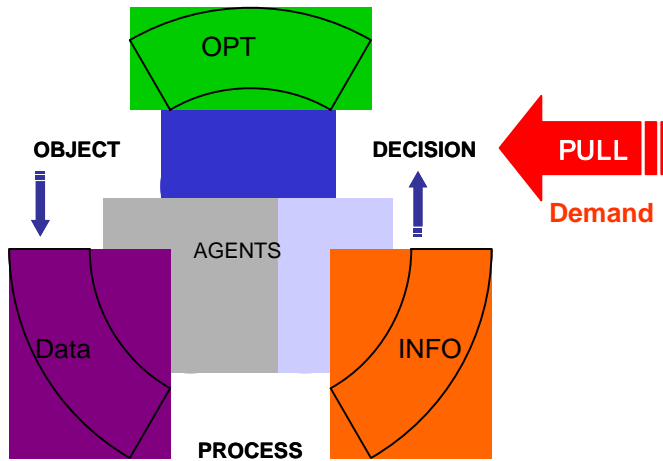 OPT
OBJECT
DECISION
PULL
Demand
AGENTS
Data
INFO
PROCESS